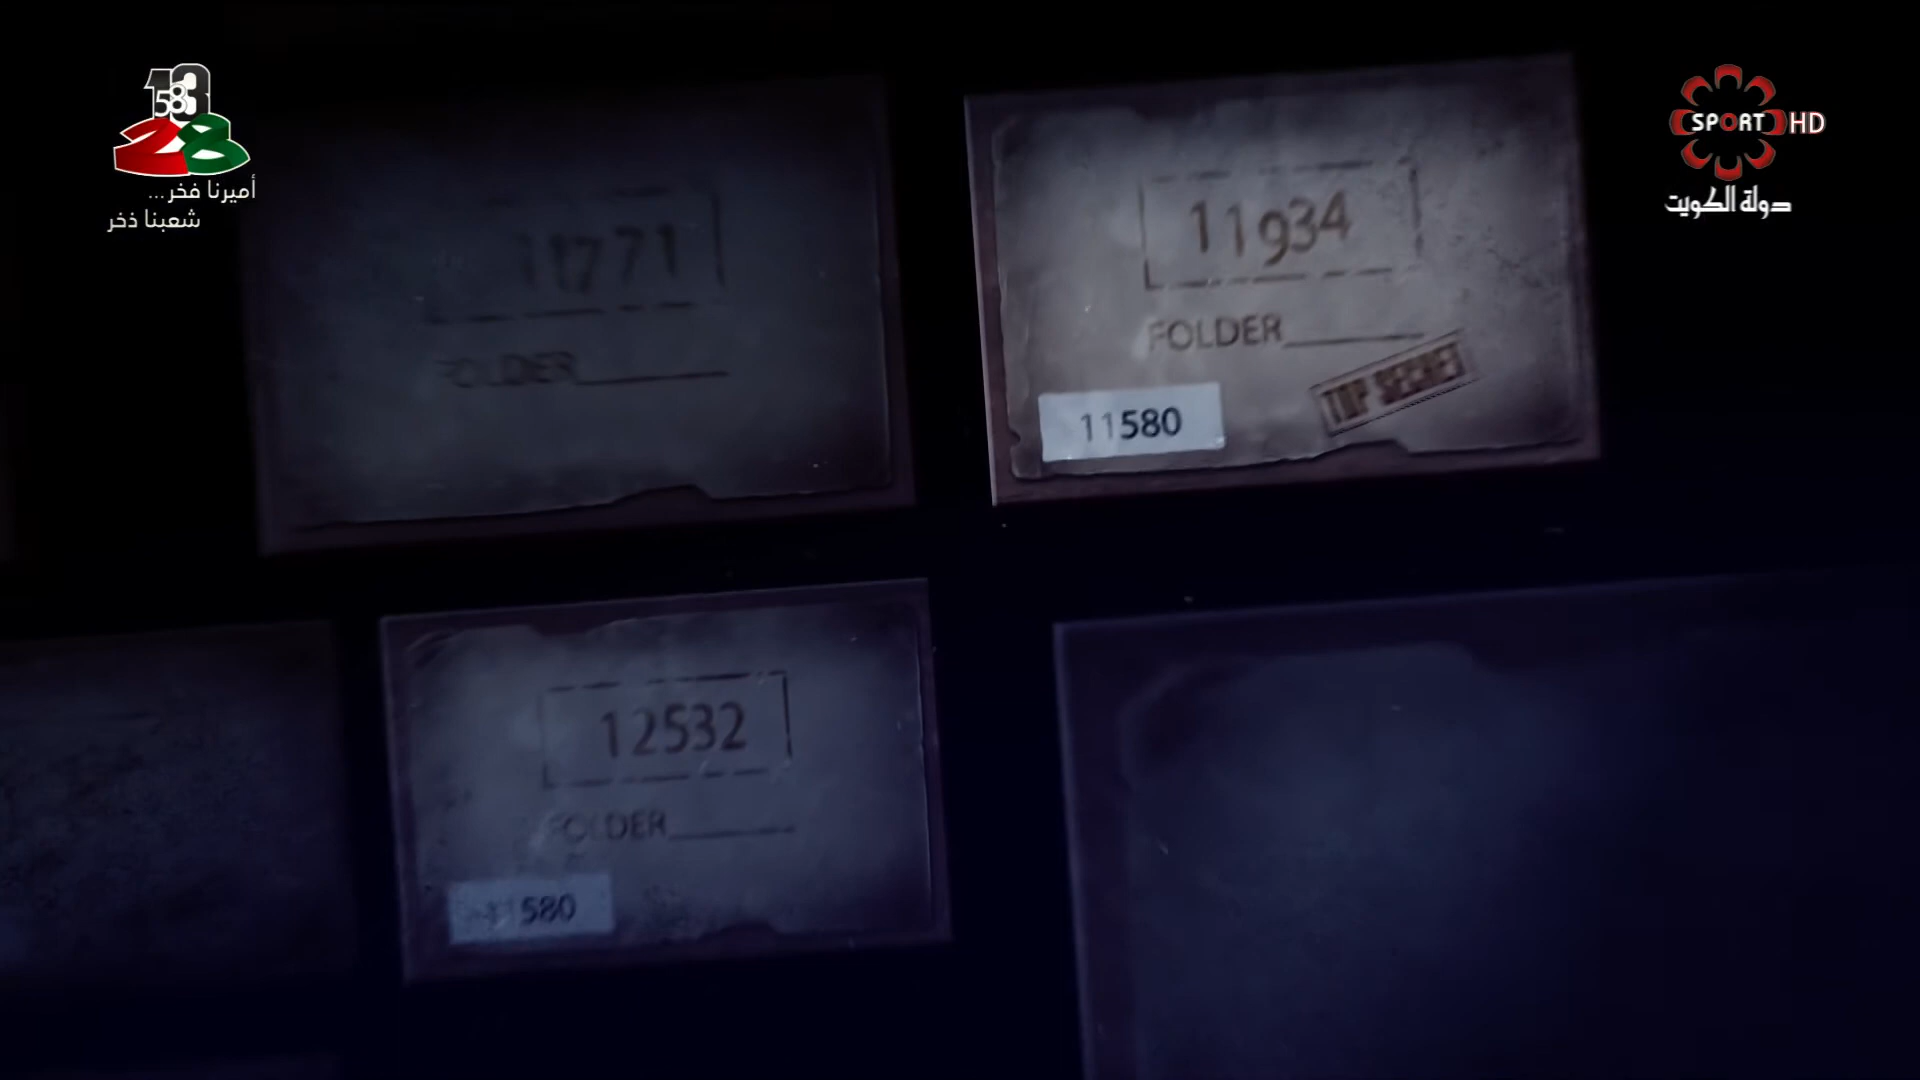 13
58
28
أميرنا فخر...
شعبنا ذخر
SPORT HD
دولة الكويت
11771
FOLDER
11934
FOLDER
TOP SECRET
11580
12532
FOLDER
11580